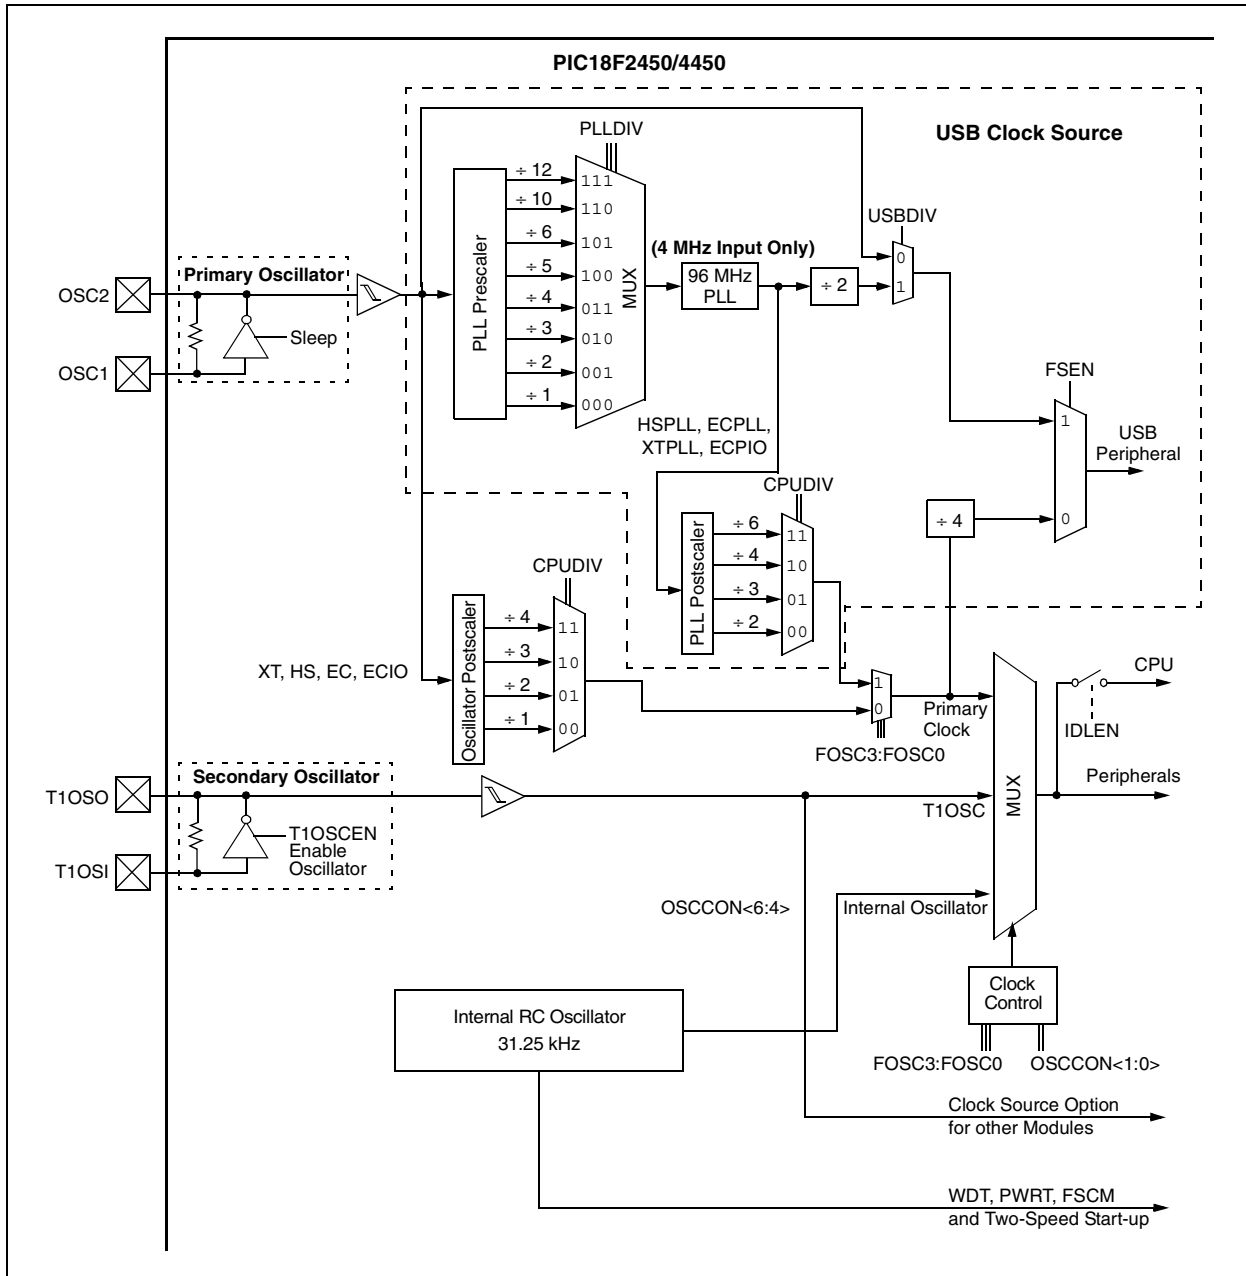 PIC18F2450/4450
USB Clock Source
PLLDIV
÷ 12
111
÷ 10
110
÷ 6
101
÷ 5
100
÷ 4
011
÷ 3
010
÷ 2
001
÷ 1
000
PLL Prescaler
MUX
(4 MHz Input Only)
96 MHz
PLL
÷ 2
USBDIV
0
1
Primary Oscillator
OSC2
Sleep
OSC1
FSEN
1
USB
Peripheral
0
÷ 4
HSPLL, ECPLL,
XTPLL, ECPIO
CPUDIV
PLL Postscaler
÷ 6
11
÷ 4
10
÷ 3
01
÷ 2
00
CPUDIV
XT, HS, EC, ECIO
Oscillator Postscaler
÷ 4
11
÷ 3
10
÷ 2
01
÷ 1
00
1
0
Primary
Clock
FOSC3:FOSC0
MUX
CPU
IDLEN
Peripherals
Secondary Oscillator
T1OSO
T1OSCEN
Enable
Oscillator
T1OSI
T1OSC
OSCCON<6:4>
Internal Oscillator
Clock
Control
FOSC3:FOSC0
OSCCON<1:0>
Internal RC Oscillator
31.25 kHz
Clock Source Option
for other Modules
WDT, PWRT, FSCM
and Two-Speed Start-up